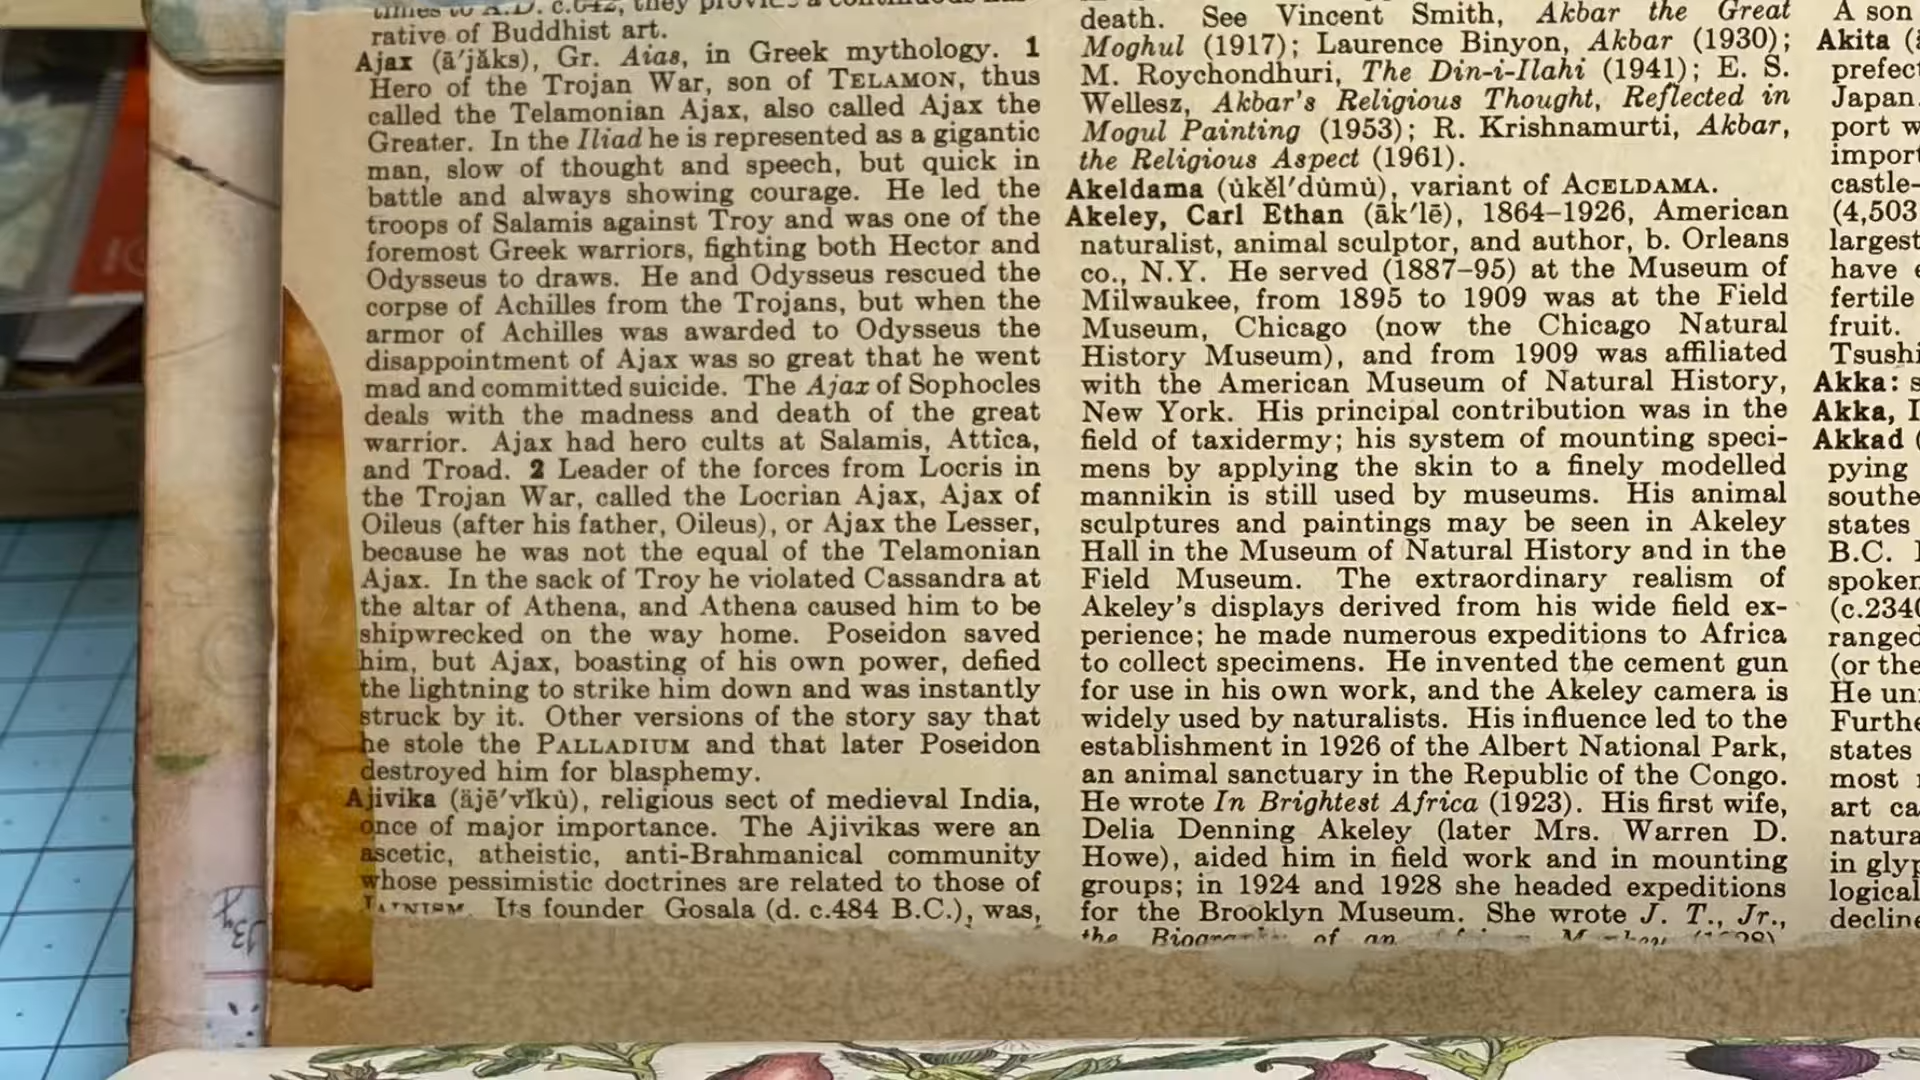 times to A.D. c.642, they provide a continuous nar-
rative of Buddhist art.
Ajax (ā′jăks), Gr. Aias, in Greek mythology. 1
Hero of the Trojan War, son of TELAMON, thus
called the Telamonian Ajax, also called Ajax the
Greater. In the Iliad he is represented as a gigantic
man, slow of thought and speech, but quick in
battle and always showing courage. He led the
troops of Salamis against Troy and was one of the
foremost Greek warriors, fighting both Hector and
Odysseus to draws. He and Odysseus rescued the
corpse of Achilles from the Trojans, but when the
armor of Achilles was awarded to Odysseus the
disappointment of Ajax was so great that he went
mad and committed suicide. The Ajax of Sophocles
deals with the madness and death of the great
warrior. Ajax had hero cults at Salamis, Attica,
and Troad. 2 Leader of the forces from Locris in
the Trojan War, called the Locrian Ajax, Ajax of
Oileus (after his father, Oileus), or Ajax the Lesser,
because he was not the equal of the Telamonian
Ajax. In the sack of Troy he violated Cassandra at
the altar of Athena, and Athena caused him to be
shipwrecked on the way home. Poseidon saved
him, but Ajax, boasting of his own power, defied
the lightning to strike him down and was instantly
struck by it. Other versions of the story say that
he stole the PALLADIUM and that later Poseidon
destroyed him for blasphemy.
Ajivika (äjē′vĭkủ), religious sect of medieval India,
once of major importance. The Ajivikas were an
ascetic, atheistic, anti-Brahmanical community
whose pessimistic doctrines are related to those of
JAINISM. Its founder Gosala (d. c.484 B.C.), was,
death. See Vincent Smith, Akbar the Great
Moghul (1917); Laurence Binyon, Akbar (1930);
M. Roychondhuri, The Din-i-Ilahi (1941); E. S.
Wellesz, Akbar's Religious Thought, Reflected in
Mogul Painting (1953); R. Krishnamurti, Akbar,
the Religious Aspect (1961).
Akeldama (ủkĕl′dủmủ), variant of ACELDAMA.
Akeley, Carl Ethan (āk′lē), 1864–1926, American
naturalist, animal sculptor, and author, b. Orleans
co., N.Y. He served (1887–95) at the Museum of
Milwaukee, from 1895 to 1909 was at the Field
Museum, Chicago (now the Chicago Natural
History Museum), and from 1909 was affiliated
with the American Museum of Natural History,
New York. His principal contribution was in the
field of taxidermy; his system of mounting speci-
mens by applying the skin to a finely modelled
mannikin is still used by museums. His animal
sculptures and paintings may be seen in Akeley
Hall in the Museum of Natural History and in the
Field Museum. The extraordinary realism of
Akeley's displays derived from his wide field ex-
perience; he made numerous expeditions to Africa
to collect specimens. He invented the cement gun
for use in his own work, and the Akeley camera is
widely used by naturalists. His influence led to the
establishment in 1926 of the Albert National Park,
an animal sanctuary in the Republic of the Congo.
He wrote In Brightest Africa (1923). His first wife,
Delia Denning Akeley (later Mrs. Warren D.
Howe), aided him in field work and in mounting
groups; in 1924 and 1928 she headed expeditions
for the Brooklyn Museum. She wrote J. T., Jr.,
the Biography of an
A son
Akita (
prefect
Japan.
port w
import
castle-
(4,503
largest
have e
fertile
fruit.
Tsushi
Akka: s
Akka, I
Akkad (
pying
southe
states
B.C.
spoken
(c.2340
ranged
(or the
He uni
Furthe
states
most
art ca
natura
in glyp
logical
decline